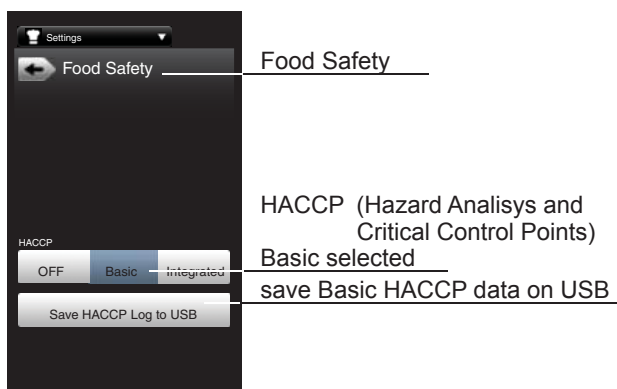 Settings
Food Safety
Food Safety
HACCP (Hazard Analisys and
Critical Control Points)
HACCP
OFF Basic Integrated
Basic selected
save Basic HACCP data on USB
Save HACCP Log to USB